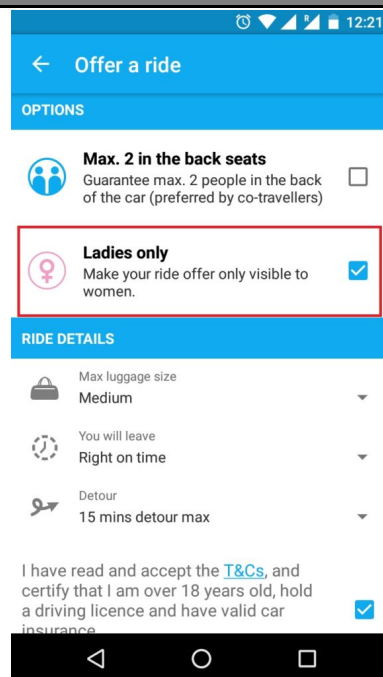 12:21
Offer a ride
OPTIONS
Max. 2 in the back seats
Guarantee max. 2 people in the back
of the car (preferred by co-travellers)
Ladies only
Make your ride offer only visible to
women.
RIDE DETAILS
Max luggage size
Medium
You will leave
Right on time
Detour
15 mins detour max
I have read and accept the T&Cs, and
certify that I am over 18 years old, hold
a driving licence and have valid car
insurance